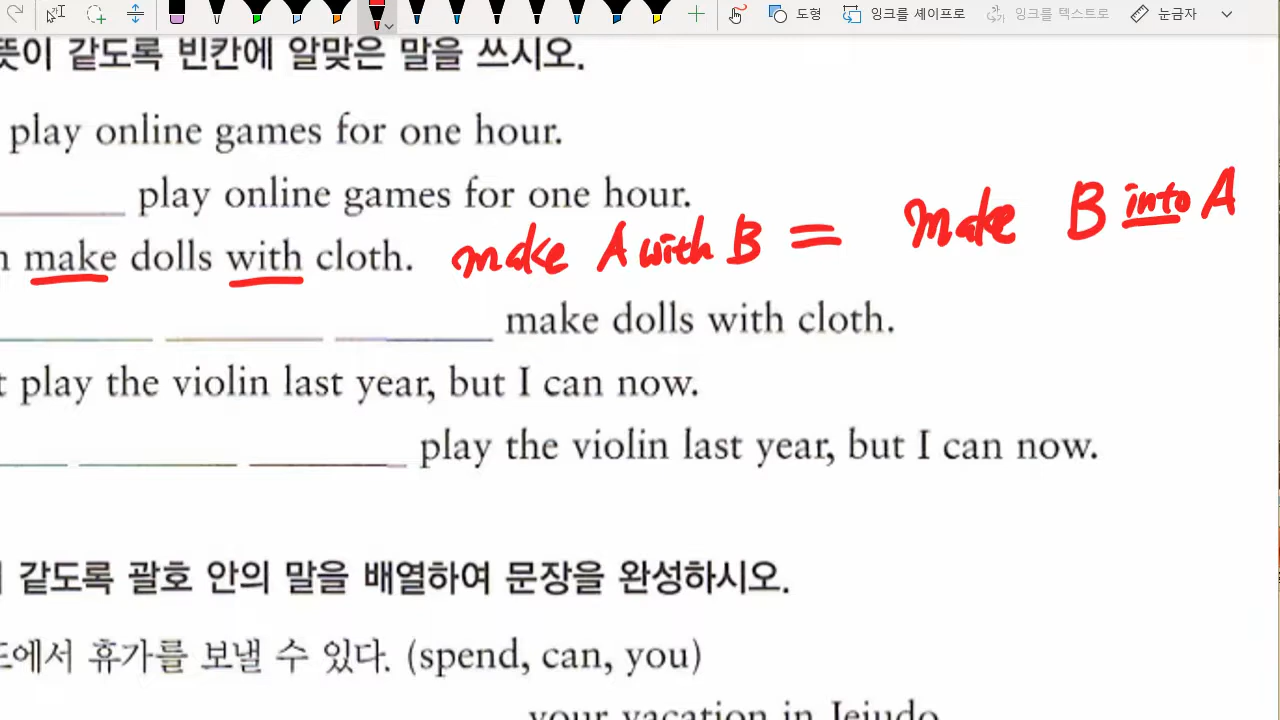 도형 잉크를 셰이프로 잉크를 텍스트로 눈금자
뜻이 같도록 빈칸에 알맞은 말을 쓰시오.
play online games for one hour.
play online games for one hour.
make dolls with cloth. make A with B = make B into A
make dolls with cloth.
play the violin last year, but I can now.
play the violin last year, but I can now.
같도록 괄호 안의 말을 배열하여 문장을 완성하시오.
도에서 휴가를 보낼 수 있다. (spend, can, you)
your vacation in Jejudo.